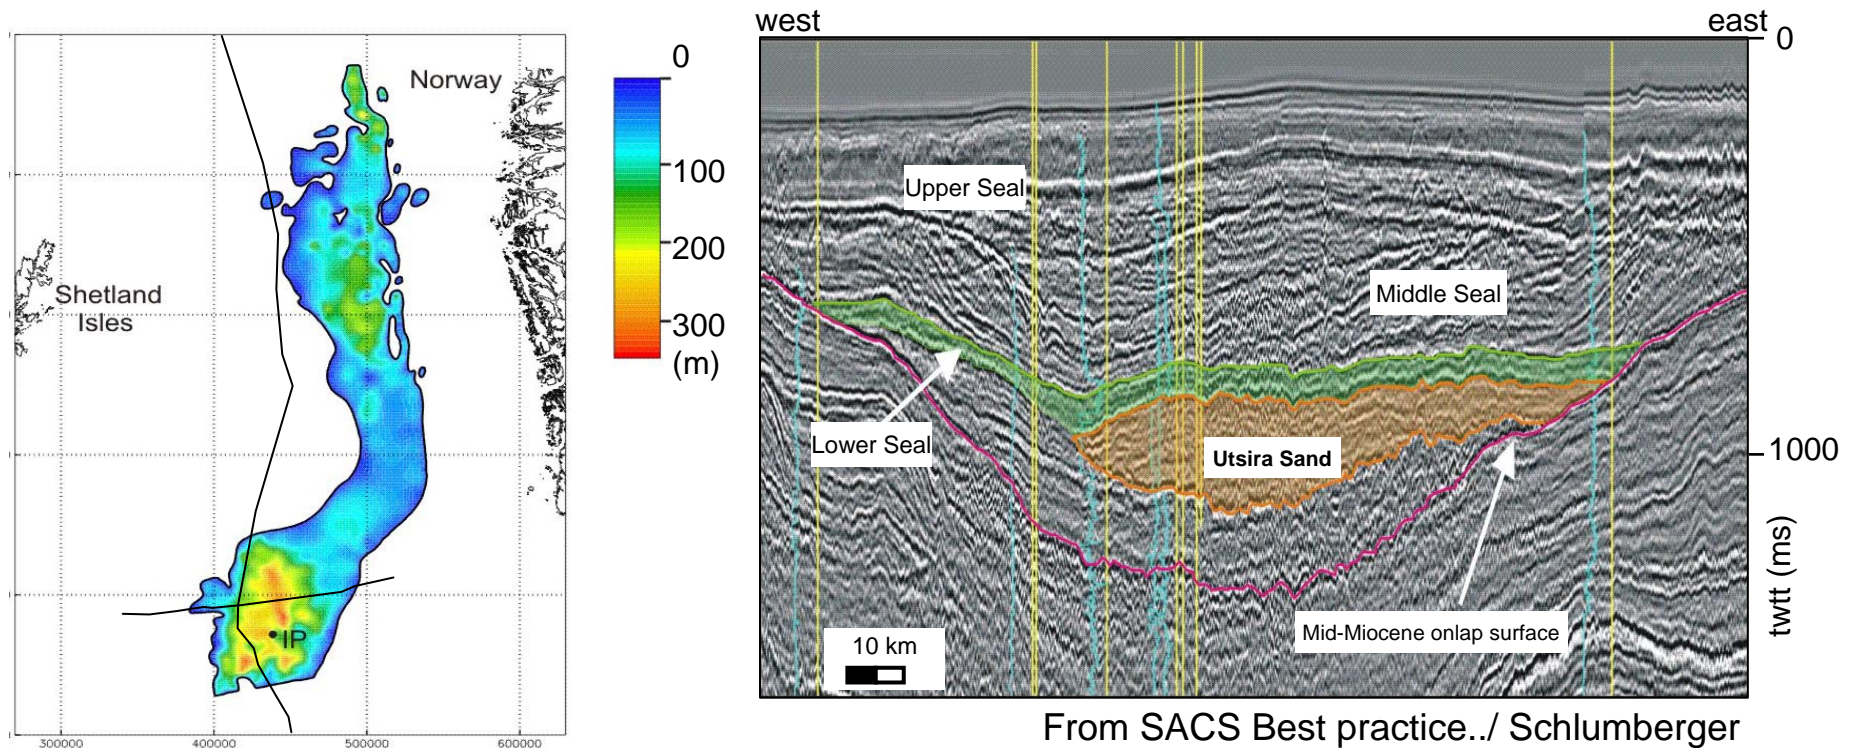 Norway
Shetland
Isles
IP
300000
400000
500000
600000
0
100
200
300
(m)
west
east
0
Upper Seal
Middle Seal
Lower Seal
Utsira Sand
1000
twtt (ms)
Mid-Miocene onlap surface
10 km
From SACS Best practice../ Schlumberger